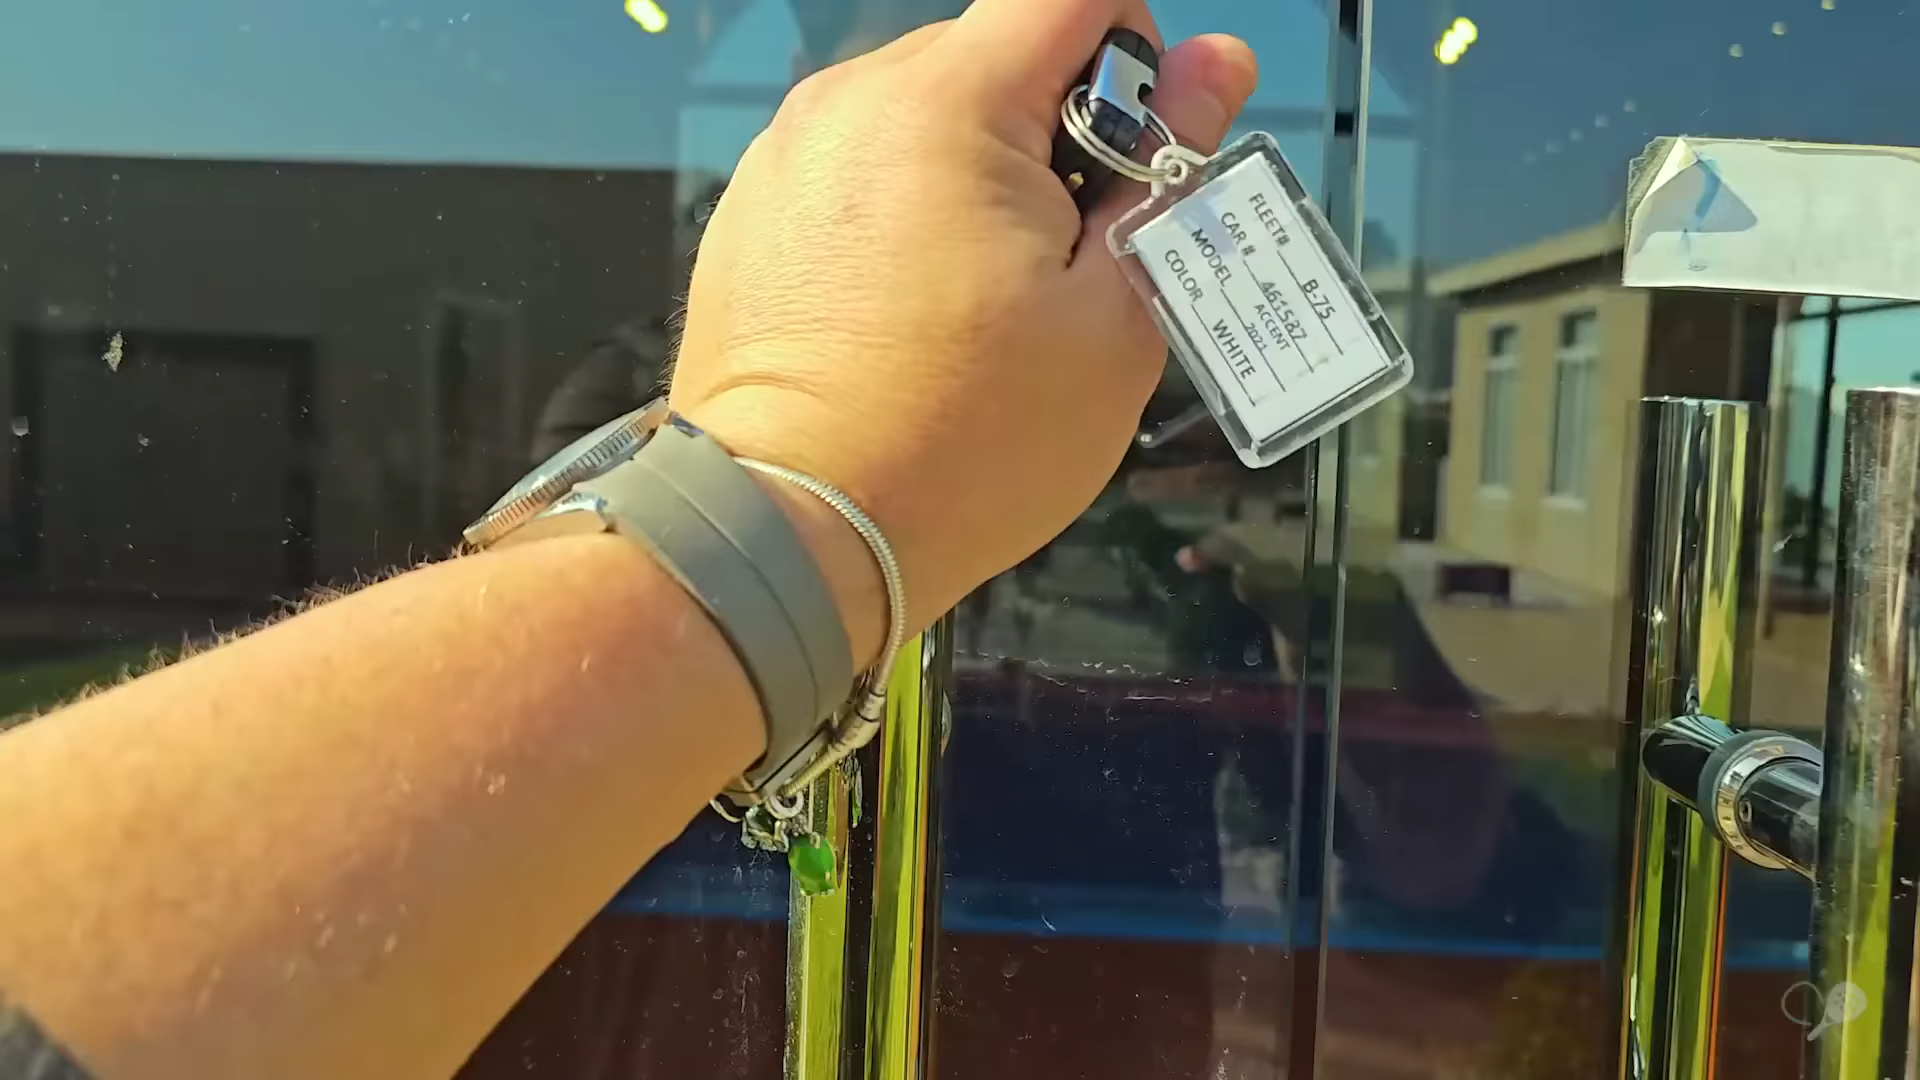 FLEET# B-75
CAR # 461587
MODEL ACCENT 2021
COLOR WHITE